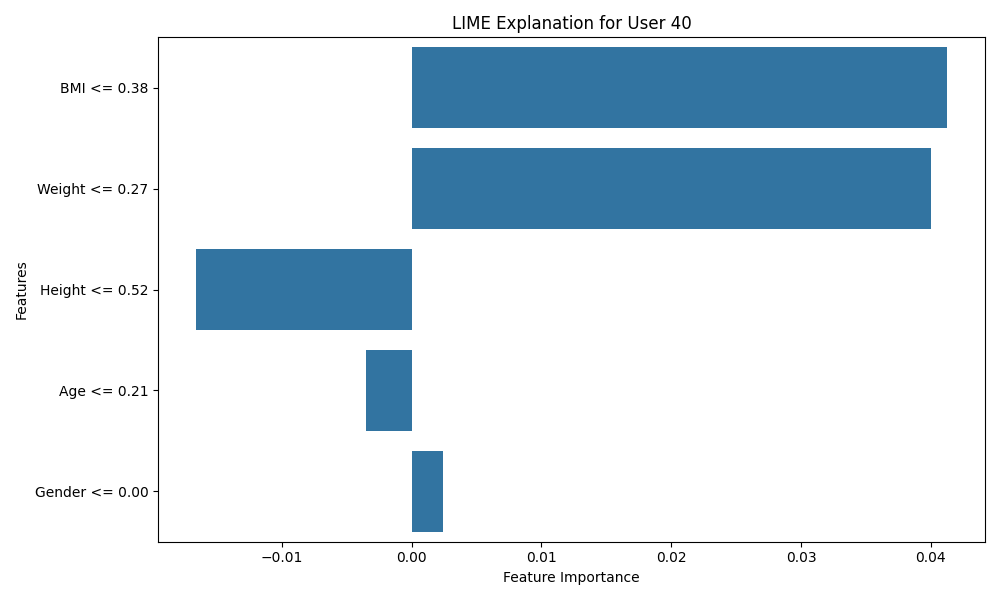 LIME Explanation for User 40
Features
BMI <= 0.38
Weight <= 0.27
Height <= 0.52
Age <= 0.21
Gender <= 0.00
−0.01 0.00 0.01 0.02 0.03 0.04
Feature Importance